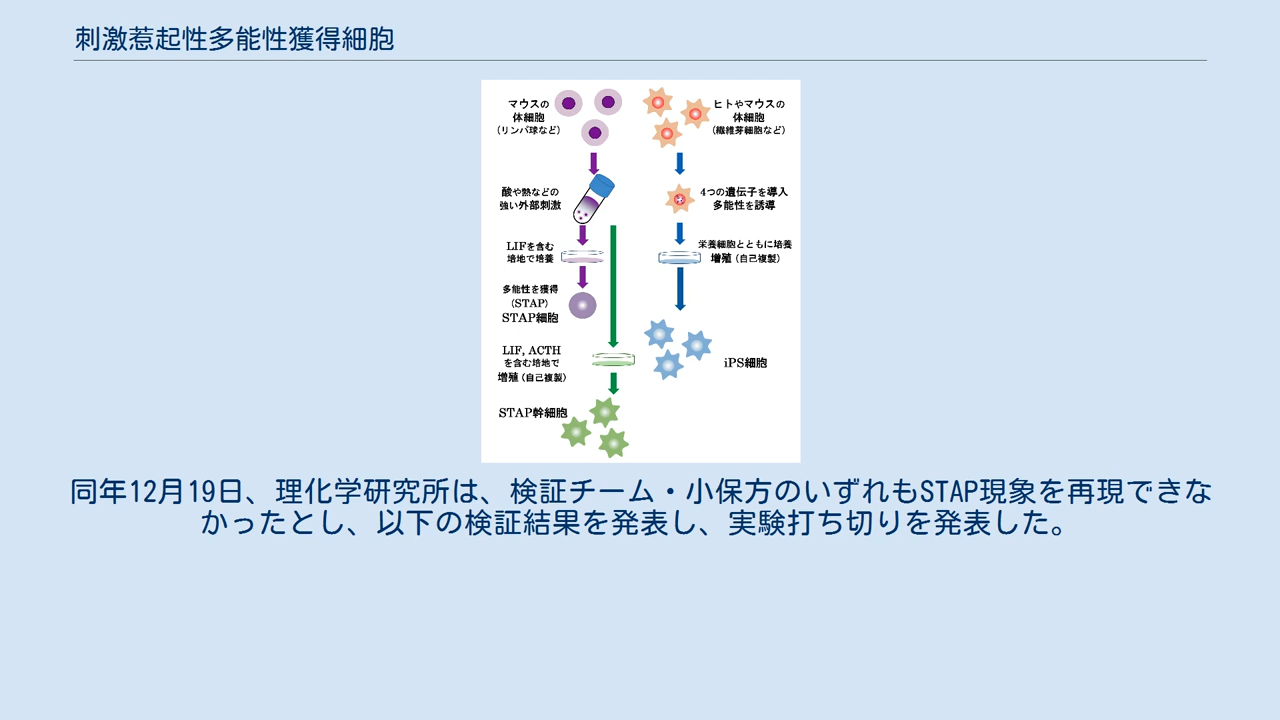 刺激惹起性多能性獲得細胞
マウスの
体細胞
(リンパ球など)
酸や熱などの
強い外部刺激
LIFを含む
培地で培養
多能性を獲得
(STAP)
STAP細胞
LIF, ACTH
を含む培地で
増殖(自己複製)
STAP幹細胞
ヒトやマウスの
体細胞
(繊維芽細胞など)
4つの遺伝子を導入
多能性を誘導
栄養細胞とともに培養
増殖(自己複製)
iPS細胞
同年12月19日、理化学研究所は、検証チーム・小保方のいずれもSTAP現象を再現できな
かったとし、以下の検証結果を発表し、実験打ち切りを発表した。